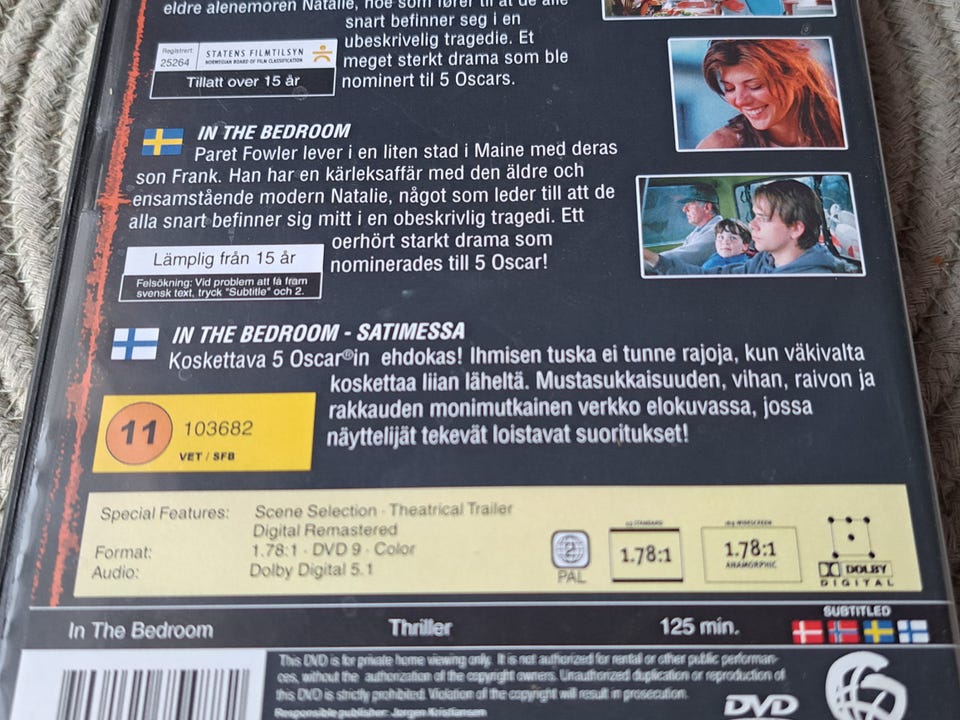 eldre alenemoren Natalie, noe som fører til at de alle
snart befinner seg i en
ubeskrivelig tragedie. Et
meget sterkt drama som ble
nominert til 5 Oscars.
Registrert:
25264
STATENS FILMTILSYN
NORWEGIAN BOARD OF FILM CLASSIFICATION
Tillatt over 15 år
IN THE BEDROOM
Paret Fowler lever i en liten stad i Maine med deras
son Frank. Han har en kärleksaffär med den äldre och
ensamstående modern Natalie, något som leder till att de
alla snart befinner sig mitt i en obeskrivlig tragedi. Ett
oerhört starkt drama som
nominerades till 5 Oscar!
Lämplig från 15 år
Felsökning: Vid problem att få fram
svensk text, tryck "Subtitle" och 2.
IN THE BEDROOM - SATIMESSA
Koskettava 5 Oscar®in ehdokas! Ihmisen tuska ei tunne rajoja, kun väkivalta
koskettaa liian läheltä. Mustasukkaisuuden, vihan, raivon ja
rakkauden monimutkainen verkko elokuvassa, jossa
näyttelijät tekevät loistavat suoritukset!
11 103682
VET / SFB
Special Features: Scene Selection · Theatrical Trailer
Digital Remastered
Format: 1.78:1 · DVD 9 · Color
Audio: Dolby Digital 5.1
2
PAL
1.78:1
16:9 WIDESCREEN
1.78:1
ANAMORPHIC
DOLBY
DIGITAL
SUBTITLED
In The Bedroom Thriller 125 min.
This DVD is for private home viewing only. It is not authorized for rental or other public performan-
ces, without the authorization of the copyright owners. Unauthorized duplication or reproduction of
this DVD is strictly prohibited. Violation of the copyright will result in prosecution.
Responsible publisher: Jørgen Kristiansen
DVD